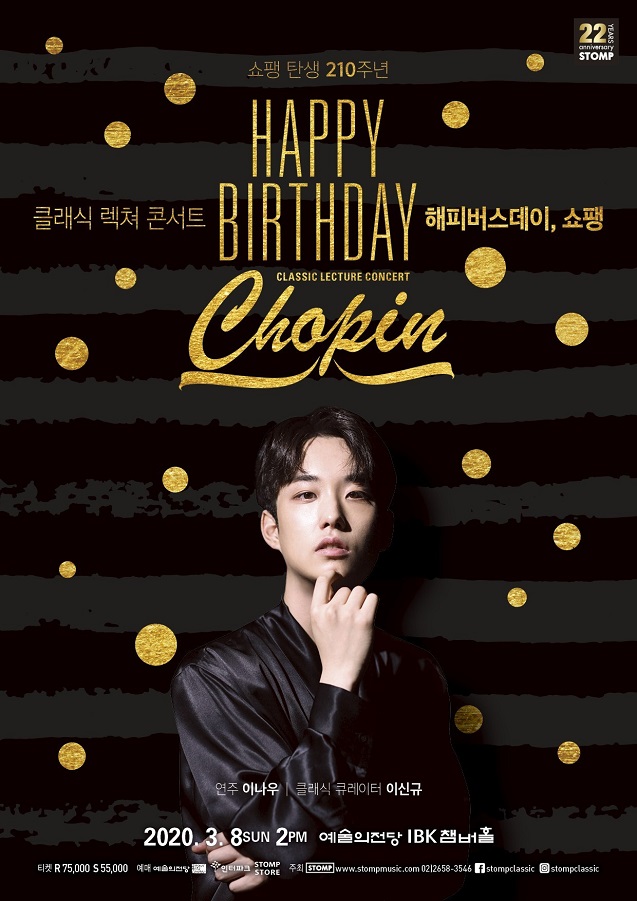 22 YEARS
anniversary
STOMP
쇼팽 탄생 210주년
HAPPY
BIRTHDAY
클래식 렉쳐 콘서트
해피버스데이, 쇼팽
CLASSIC LECTURE CONCERT
Chopin
연주 이나우 | 클래식 큐레이터 이신규
2020. 3. 8 SUN 2PM 예술의전당 IBK챔버홀
티켓 R 75,000 S 55,000 예매 예술의전당 인터파크 STOMP STORE 주최 STOMP www.stompmusic.com 02)2658-3546 stompclassic stompclassic